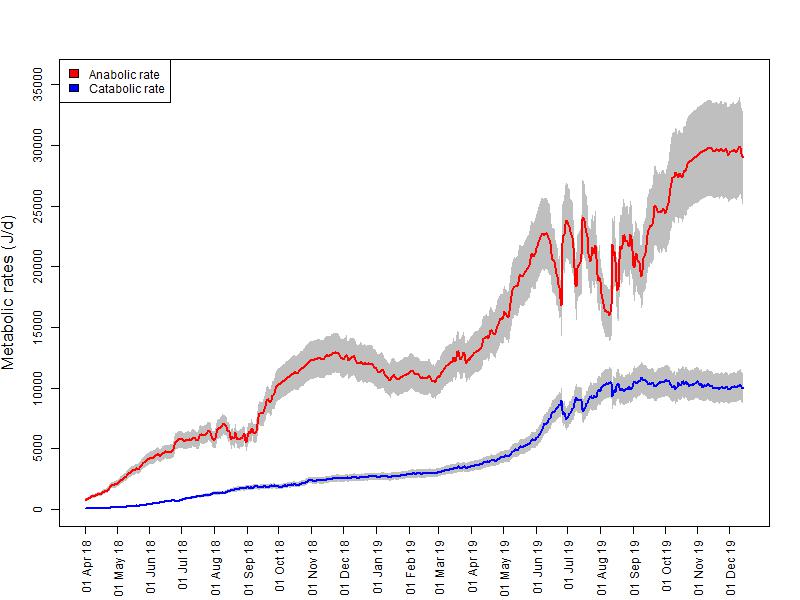 Anabolic rate
Catabolic rate
Metabolic rates (J/d)
35000
30000
25000
20000
15000
10000
5000
0
01 Apr 18
01 May 18
01 Jun 18
01 Jul 18
01 Aug 18
01 Sep 18
01 Oct 18
01 Nov 18
01 Dec 18
01 Jan 19
01 Feb 19
01 Mar 19
01 Apr 19
01 May 19
01 Jun 19
01 Jul 19
01 Aug 19
01 Sep 19
01 Oct 19
01 Nov 19
01 Dec 19